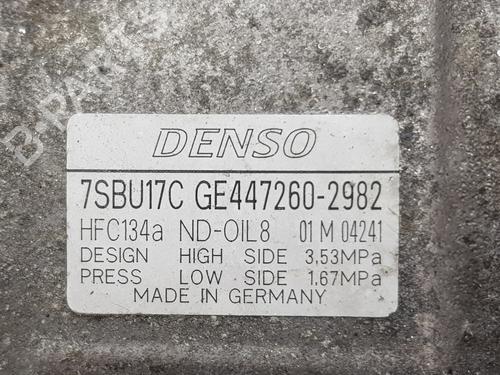 DENSO
7SBU17C GE447260-2982
HFC134a ND-OIL8 01 M 04241
DESIGN HIGH SIDE 3.53MPa
PRESS LOW SIDE 1.67MPa
MADE IN GERMANY